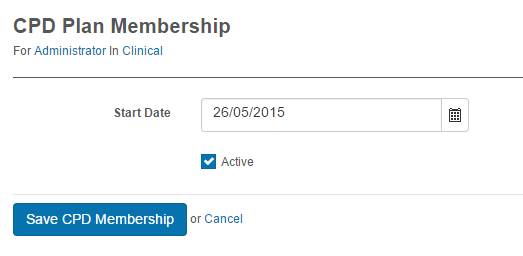 CPD Plan Membership
For Administrator In Clinical
Start Date 26/05/2015
Active
Save CPD Membership or Cancel